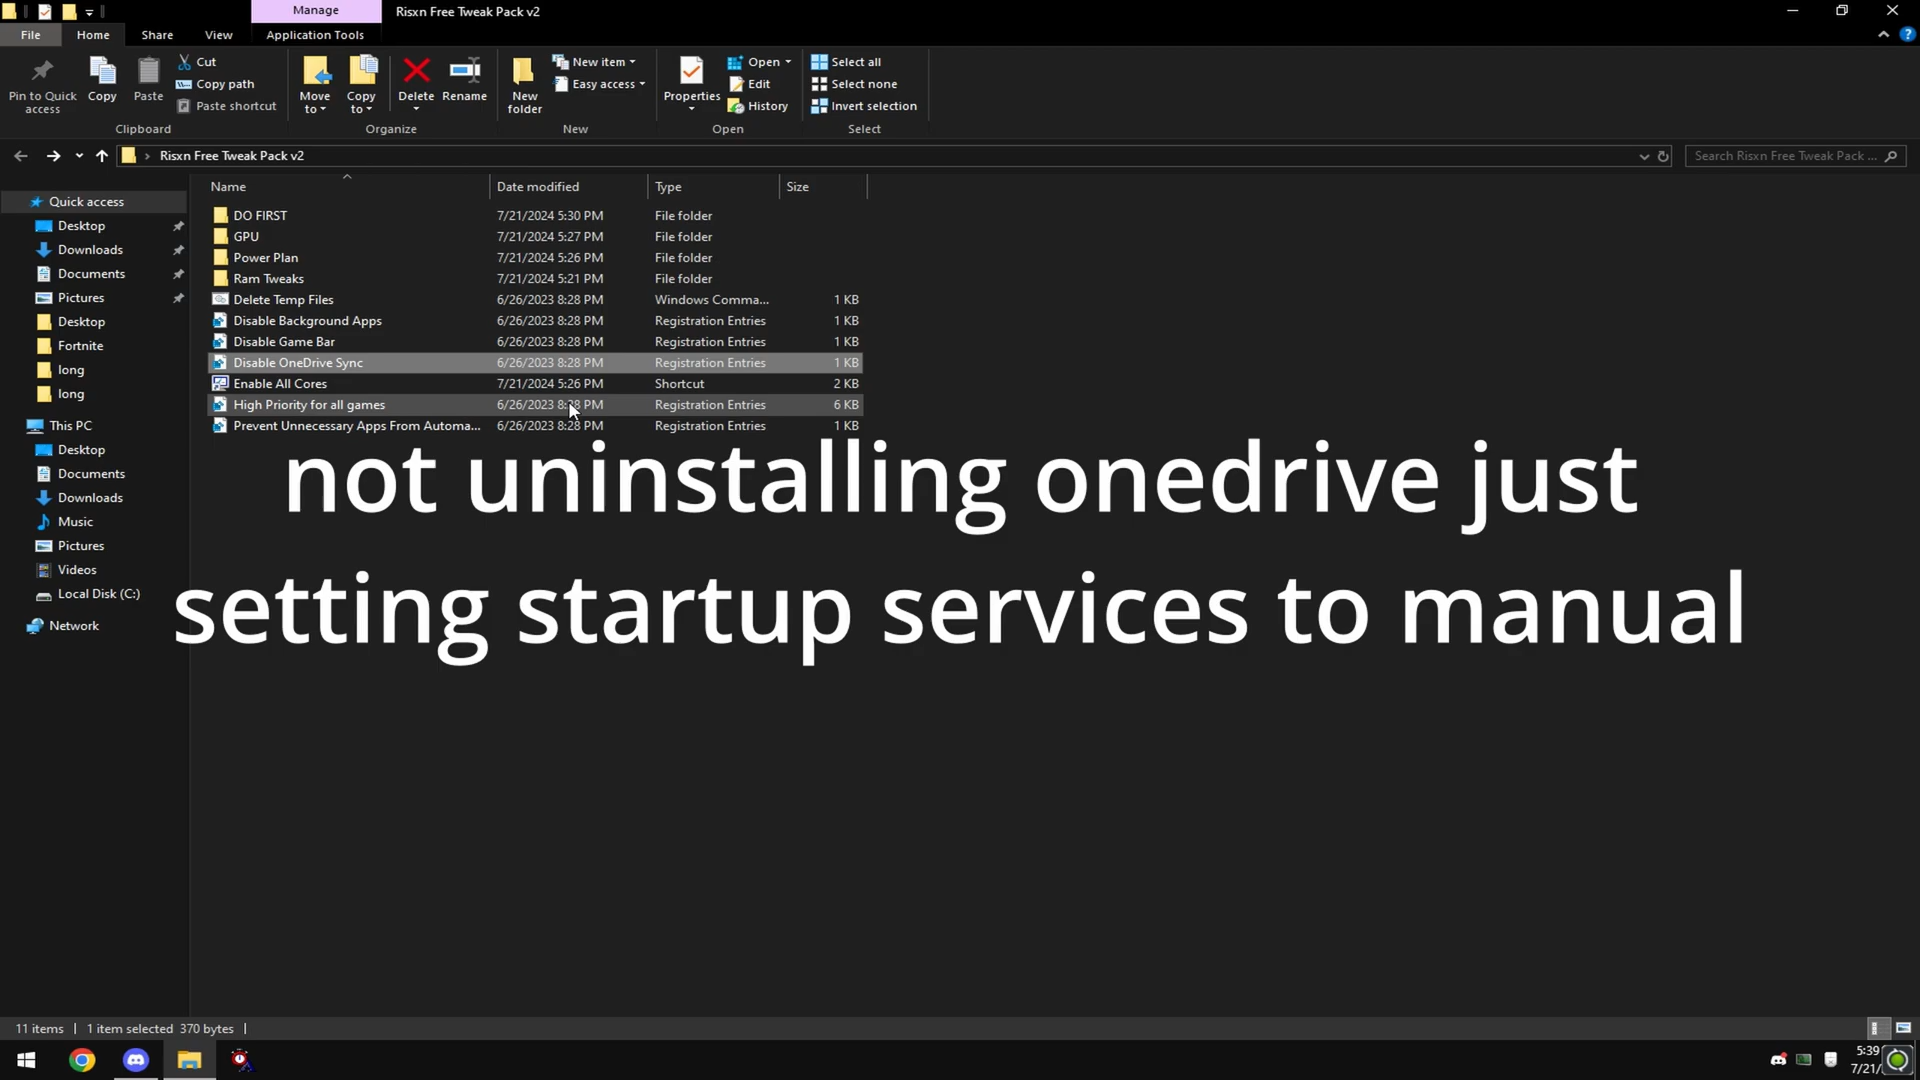 Manage
Risxn Free Tweak Pack v2
File
Home
Share
View
Application Tools
Pin to Quick access
Copy
Paste
Cut
Copy path
Paste shortcut
Clipboard
Move to
Copy to
Delete
Rename
Organize
New folder
New item
Easy access
New
Properties
Open
Edit
History
Open
Select all
Select none
Invert selection
Select
Risxn Free Tweak Pack v2
Search Risxn Free Tweak Pack ...
Quick access
Desktop
Downloads
Documents
Pictures
Desktop
Fortnite
long
long
This PC
Desktop
Documents
Downloads
Music
Pictures
Videos
Local Disk (C:)
Network
Name Date modified Type Size
DO FIRST 7/21/2024 5:30 PM File folder
GPU 7/21/2024 5:27 PM File folder
Power Plan 7/21/2024 5:26 PM File folder
Ram Tweaks 7/21/2024 5:21 PM File folder
Delete Temp Files 6/26/2023 8:28 PM Windows Comma... 1 KB
Disable Background Apps 6/26/2023 8:28 PM Registration Entries 1 KB
Disable Game Bar 6/26/2023 8:28 PM Registration Entries 1 KB
Disable OneDrive Sync 6/26/2023 8:28 PM Registration Entries 1 KB
Enable All Cores 7/21/2024 5:26 PM Shortcut 2 KB
High Priority for all games 6/26/2023 8:28 PM Registration Entries 6 KB
Prevent Unnecessary Apps From Automa... 6/26/2023 8:28 PM Registration Entries 1 KB
not uninstalling onedrive just
setting startup services to manual
11 items 1 item selected 370 bytes
5:39
7/21/